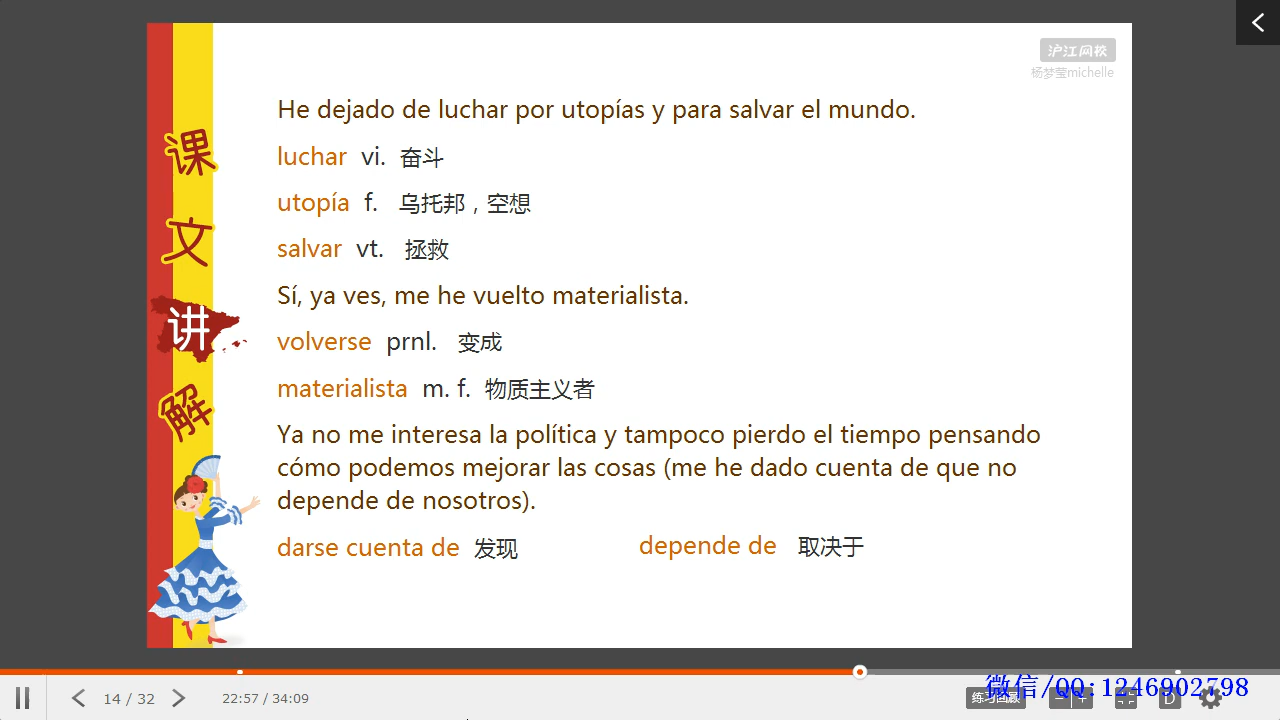 沪江网校
杨梦莹michelle
课
文
讲
解
He dejado de luchar por utopías y para salvar el mundo.
luchar vi. 奋斗
utopía f. 乌托邦，空想
salvar vt. 拯救
Sí, ya ves, me he vuelto materialista.
volverse prnl. 变成
materialista m. f. 物质主义者
Ya no me interesa la política y tampoco pierdo el tiempo pensando
cómo podemos mejorar las cosas (me he dado cuenta de que no
depende de nosotros).
darse cuenta de 发现 depende de 取决于
14 / 32 22:57 / 34:09
微信/QQ:1246902798